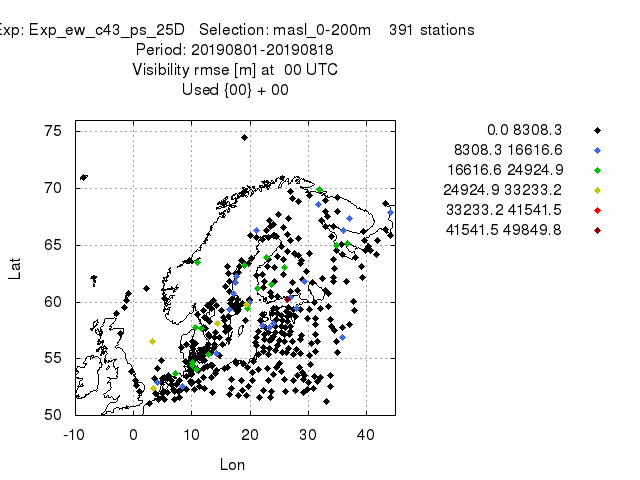 Exp: Exp_ew_c43_ps_25D Selection: masl_0-200m 391 stations
Period: 20190801-20190818
Visibility rmse [m] at 00 UTC
Used {00} + 00
75
70
65
60
55
50
-10 0 10 20 30 40
Lat
Lon
0.0 8308.3
8308.3 16616.6
16616.6 24924.9
24924.9 33233.2
33233.2 41541.5
41541.5 49849.8